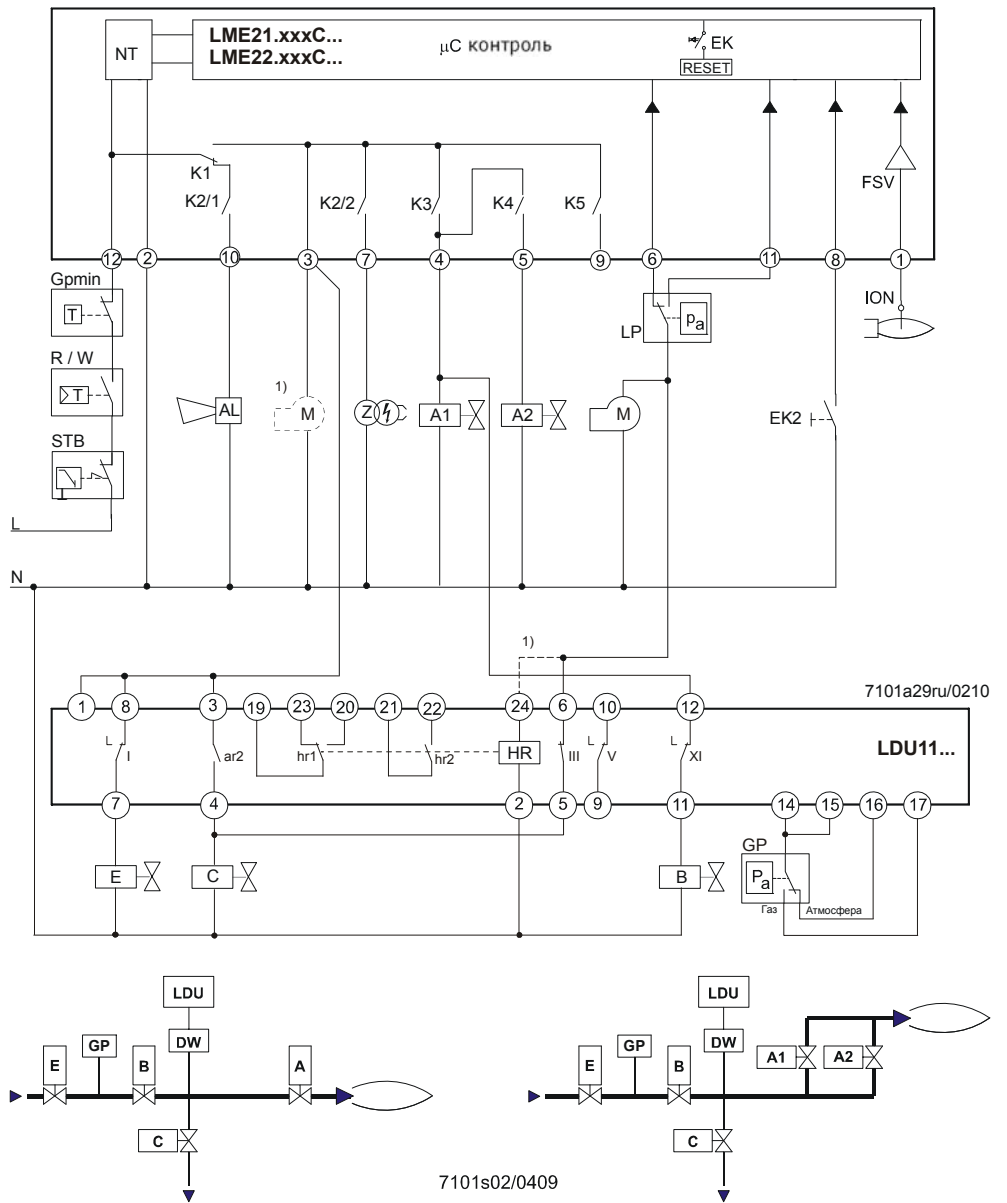 LME21.xxxC...
LME22.xxxC...
µC контроль
NT
EK
RESET
FSV
K1
K2/1
K2/2
K3
K4
K5
12
2
10
3
7
4
5
9
6
11
8
1
Gpmin
T
R / W
T
STB
L
N
AL
1)
M
Z
A1
A2
LP
pa
M
EK2
ION
1)
7101a29ru/0210
1
8
3
19
23
20
21
22
24
6
10
12
LDU11...
L
I
ar2
hr1
hr2
HR
III
L
V
L
XI
7
4
2
5
9
11
14
15
16
17
E
C
B
GP
Pa
Газ
Атмосфера
LDU
DW
E
GP
B
A
C
LDU
DW
E
GP
B
A1
A2
C
7101s02/0409